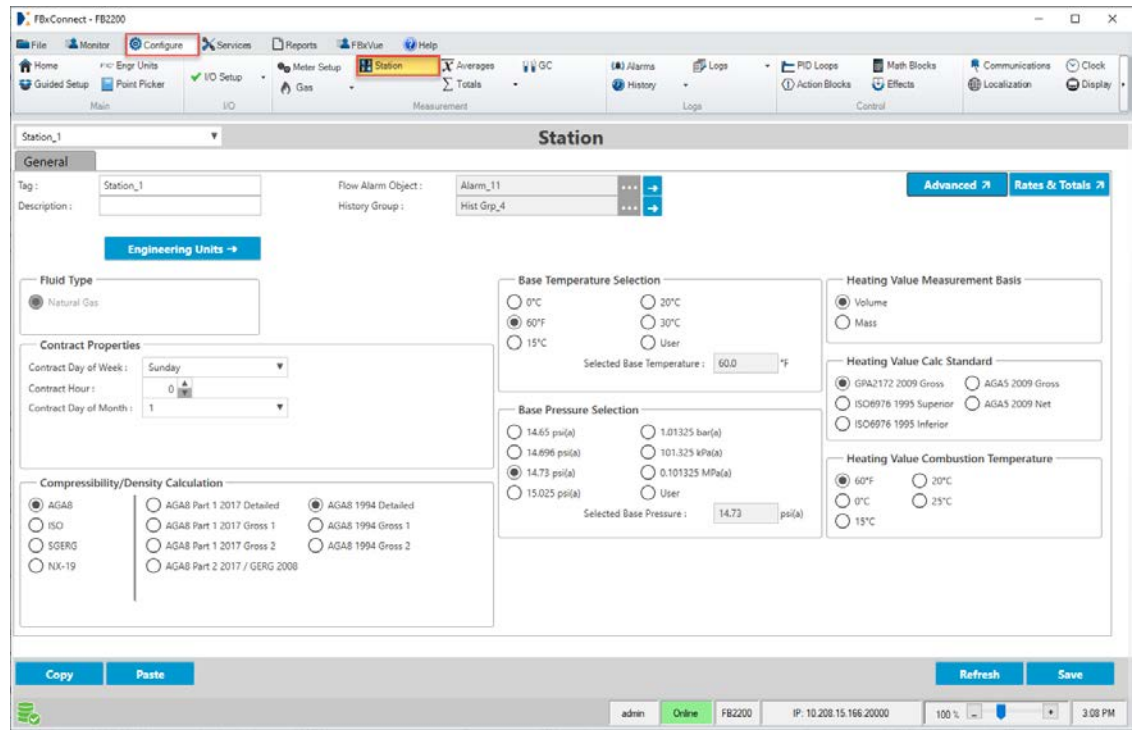 FBxConnect - FB2200
File Monitor Configure Services Reports FBxVue Help
Home Engr Units I/O Setup Meter Setup Station Averages GC Alarms Logs PID Loops Math Blocks Communications Clock
Guided Setup Point Picker Gas Totals History Action Blocks Effects Localization Display
Main I/O Measurement Logs Control
Station_1 Station
General
Tag : Station_1 Flow Alarm Object : Alarm_11 ... Advanced Rates & Totals
Description : History Group : Hist Grp_4 ...
Engineering Units
Fluid Type
Natural Gas
Contract Properties
Contract Day of Week : Sunday
Contract Hour : 0
Contract Day of Month : 1
Compressibility/Density Calculation
AGA8 AGA8 Part 1 2017 Detailed AGA8 1994 Detailed
ISO AGA8 Part 1 2017 Gross 1 AGA8 1994 Gross 1
SGERG AGA8 Part 1 2017 Gross 2 AGA8 1994 Gross 2
NX-19 AGA8 Part 2 2017 / GERG 2008
Base Temperature Selection
0°C 20°C
60°F 30°C
15°C User
Selected Base Temperature : 60.0 °F
Base Pressure Selection
14.65 psi(a) 1.01325 bar(a)
14.696 psi(a) 101.325 kPa(a)
14.73 psi(a) 0.101325 MPa(a)
15.025 psi(a) User
Selected Base Pressure : 14.73 psi(a)
Heating Value Measurement Basis
Volume
Mass
Heating Value Calc Standard
GPA2172 2009 Gross AGA5 2009 Gross
ISO6976 1995 Superior AGA5 2009 Net
ISO6976 1995 Inferior
Heating Value Combustion Temperature
60°F 20°C
0°C 25°C
15°C
Copy Paste Refresh Save
admin Online FB2200 IP: 10.208.15.166.20000 100 % - + 3:08 PM